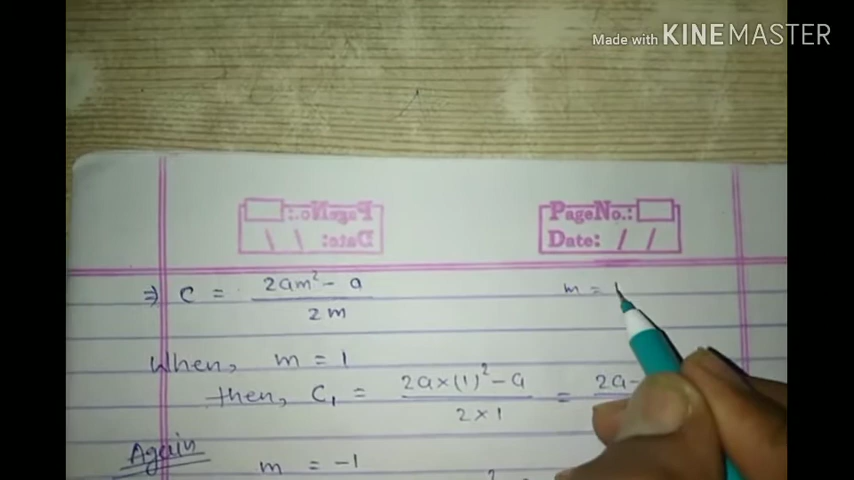 Made with KINEMASTER
PageNo.:
Date: / /
⇒ c = (2am² - a) / 2m
m = 1
When, m = 1
then, C₁ = (2a×(1)² - a) / (2×1) = 2a-
Again
m = -1
2